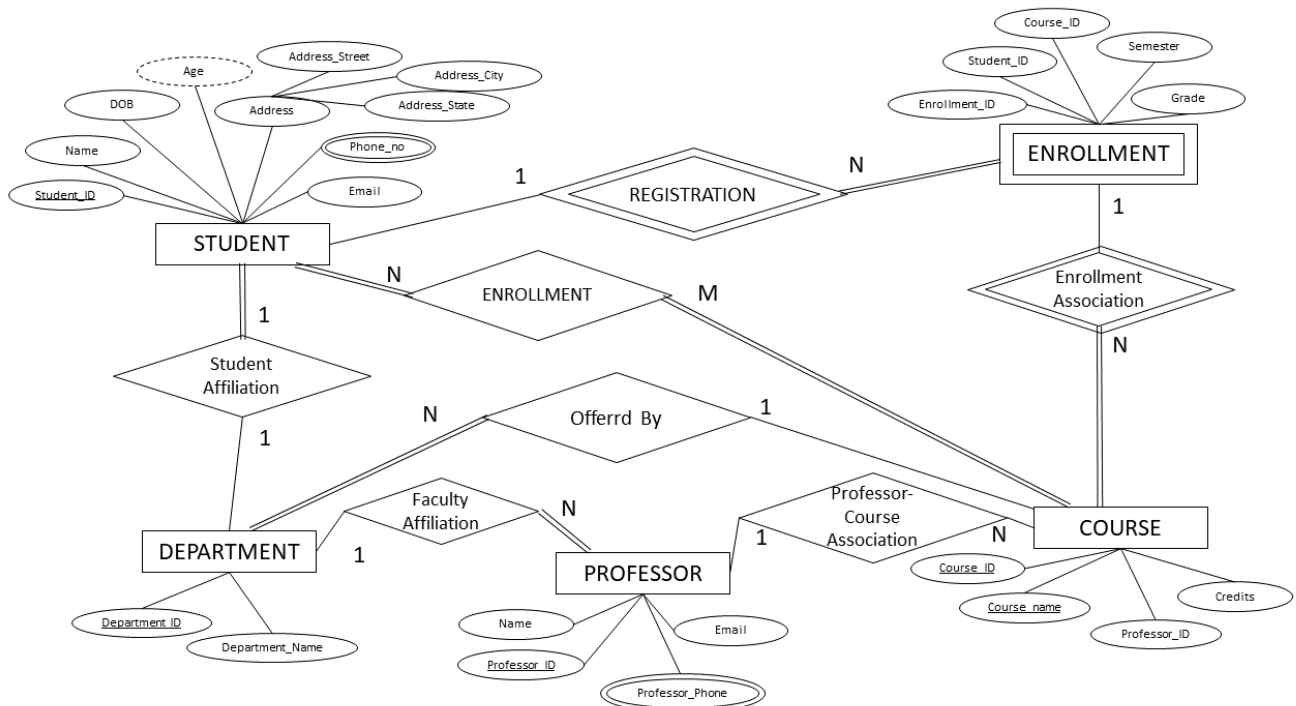 Course_ID
Address_Street
Semester
Student_ID
Age
Address_City
Enrollment_ID
Grade
DOB
Address
Address_State
Name
Phone_no
ENROLLMENT
Student_ID
Email
1
REGISTRATION
N
STUDENT
1
N
ENROLLMENT
M
Enrollment
Association
1
N
Student
Affiliation
N
Offerrd By
1
1
Faculty
Affiliation
N
Professor-
Course
Association
DEPARTMENT
1
1
N
COURSE
PROFESSOR
Course_ID
Department_ID
Name
Email
Course_name
Credits
Department_Name
Professor_ID
Professor_ID
Professor_Phone